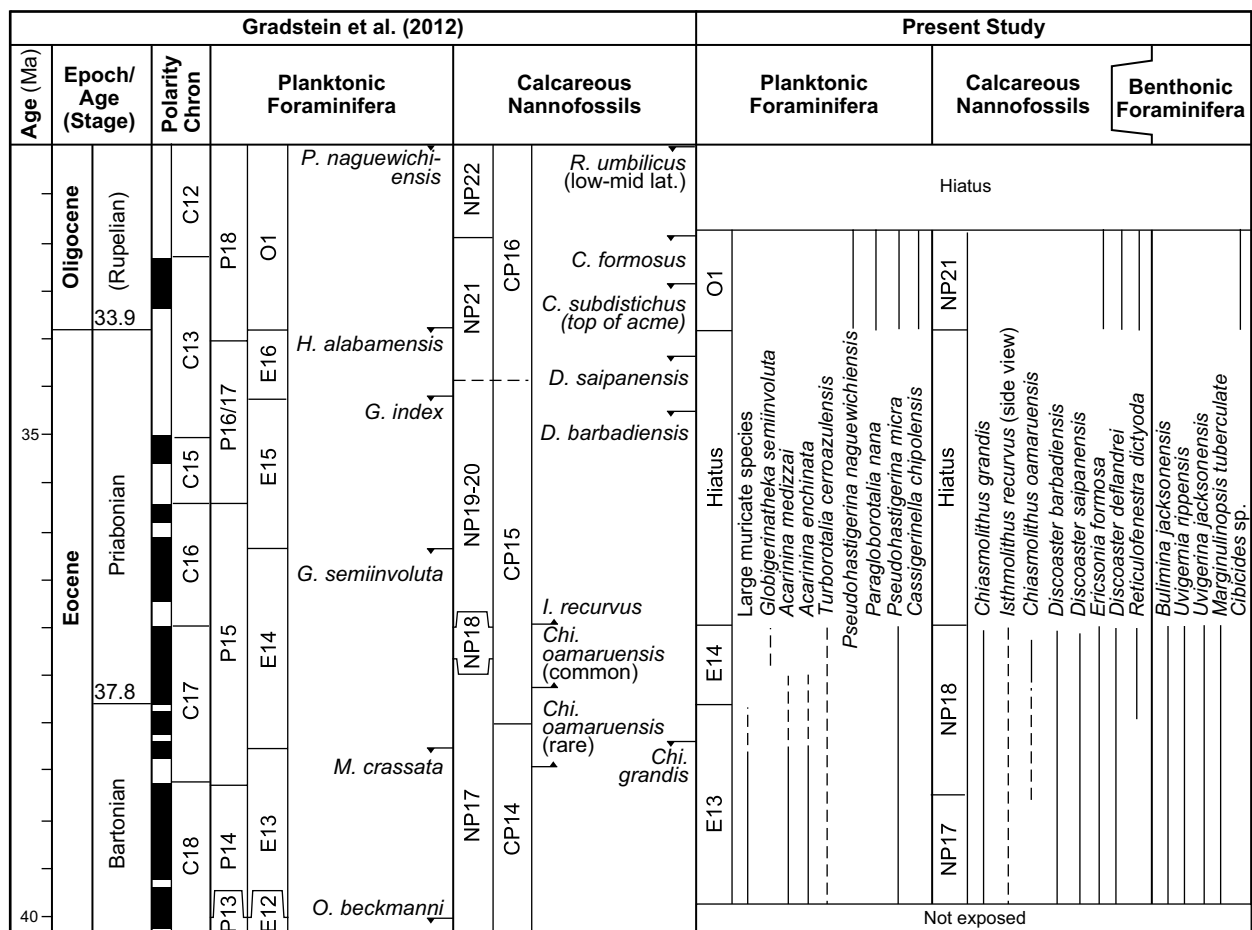 Gradstein et al. (2012)
Present Study
Age (Ma)
Epoch/
Age
(Stage)
Polarity
Chron
Planktonic
Foraminifera
Calcareous
Nannofossils
Planktonic
Foraminifera
Calcareous
Nannofossils
Benthonic
Foraminifera
35
40
Oligocene
Eocene
(Rupelian)
33.9
Priabonian
37.8
Bartonian
C12
C13
C15
C16
C17
C18
P18
P16/17
P15
P14
P13
O1
E16
E15
E14
E13
E12
P. naguewichi-
ensis
H. alabamensis
G. index
G. semiinvoluta
M. crassata
O. beckmanni
NP22
NP21
NP19-20
NP18
NP17
CP16
CP15
CP14
R. umbilicus
(low-mid lat.)
C. formosus
C. subdistichus
(top of acme)
D. saipanensis
D. barbadiensis
I. recurvus
Chi.
oamaruensis
(common)
Chi.
oamaruensis
(rare)
Chi.
grandis
Hiatus
O1
Hiatus
E14
E13
Large muricate species
Globigerinatheka semiinvoluta
Acarinina medizzai
Acarinina enchinata
Turborotalia cerroazulensis
Pseudohastigerina naguewichiensis
Paragloborotalia nana
Pseudohastigerina micra
Cassigerinella chipolensis
NP21
Hiatus
NP18
NP17
Chiasmolithus grandis
Isthmolithus recurvus (side view)
Chiasmolithus oamaruensis
Discoaster barbadiensis
Discoaster saipanensis
Ericsonia formosa
Discoaster deflandrei
Reticulofenestra dictyoda
Bulimina jacksonensis
Uvigernia rippensis
Uvigerina jacksonensis
Marginulinopsis tuberculate
Cibicides sp.
Not exposed